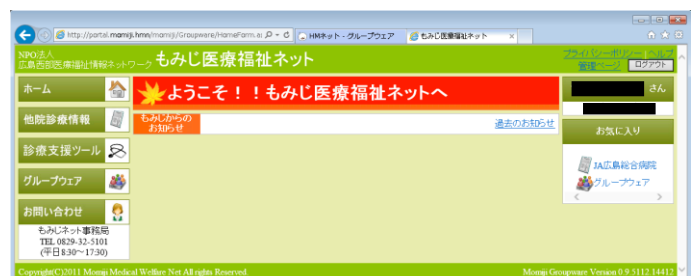 http://portal.momiji.hmn/momiji/Groupware/HomeForm.as
HMネット - グループウェア
もみじ医療福祉ネット
NPO法人
広島西部医療福祉情報ネットワーク もみじ医療福祉ネット
プライバシーポリシー ヘルプ
管理ページ ログアウト
ホーム
ようこそ！！もみじ医療福祉ネットへ
さん
他院診療情報
もみじからの
お知らせ
過去のお知らせ
お気に入り
診療支援ツール
JA広島総合病院
グループウェア
グループウェア
お問い合わせ
もみじネット事務局
TEL 0829-32-5101
(平日8:30～17:30)
Copyright(C)2011 Momiji Medical Welfare Net All rights Reserved.
Momiji Groupware Version 0.9.5112.14412